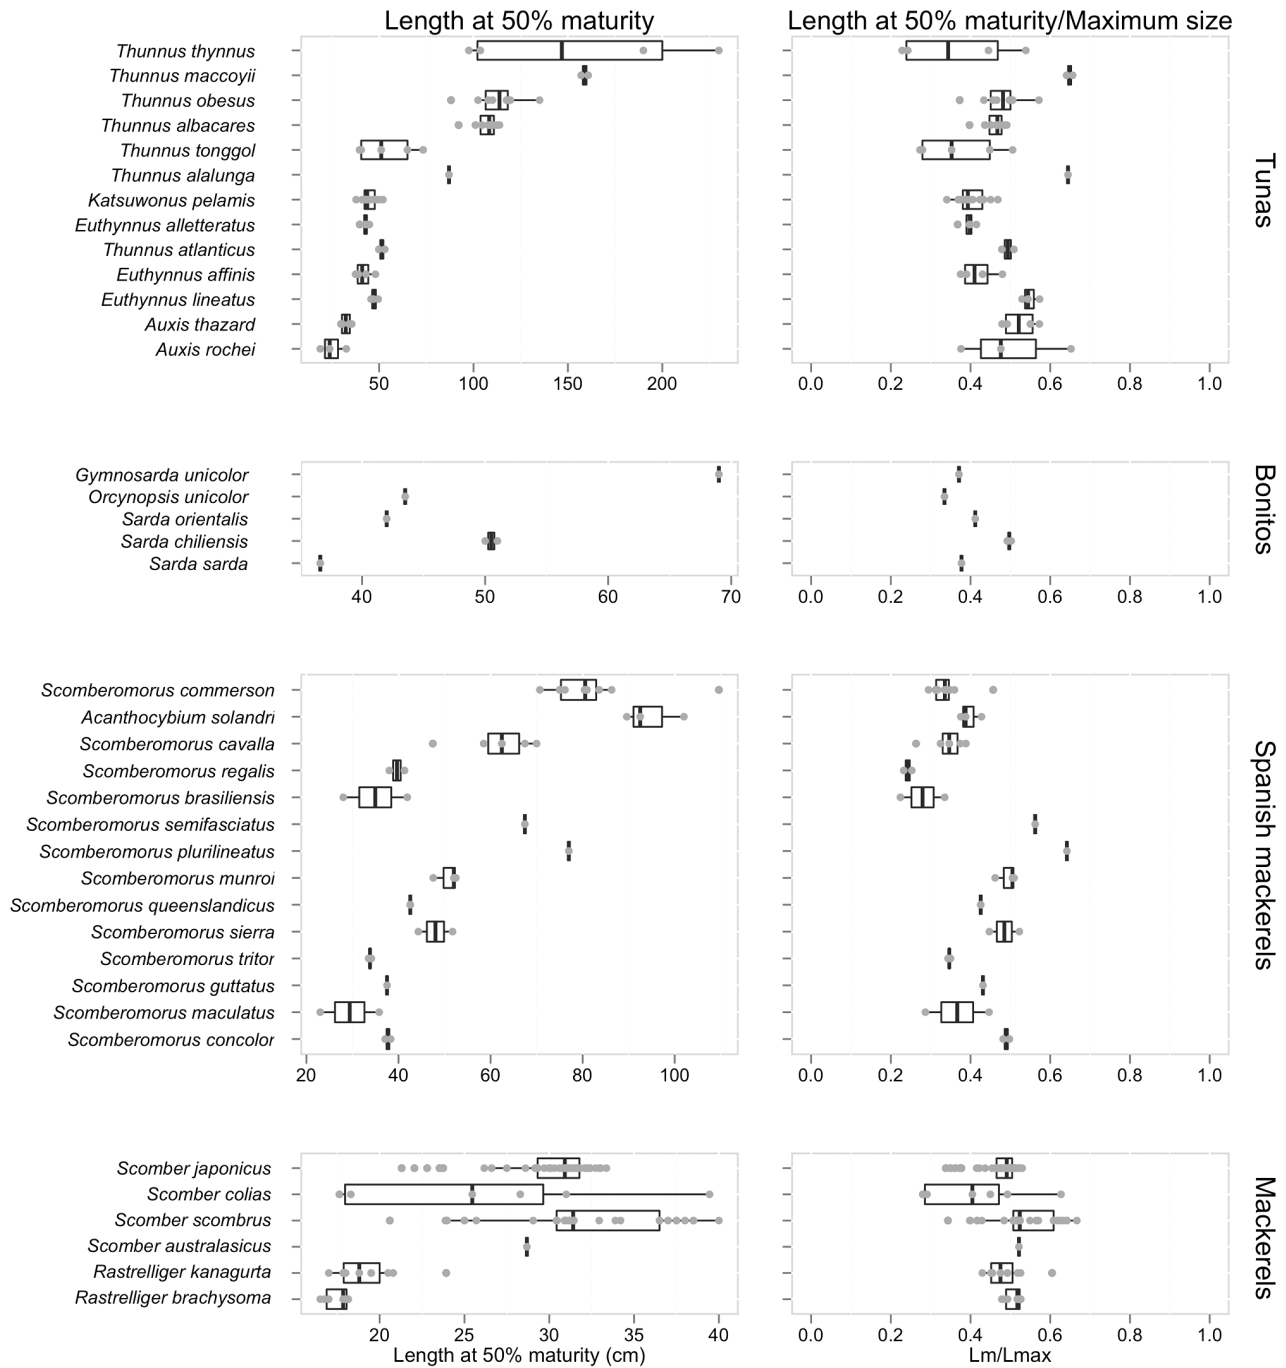 Length at 50% maturity
Length at 50% maturity/Maximum size
Thunnus thynnus
Thunnus maccoyii
Thunnus obesus
Thunnus albacares
Thunnus tonggol
Thunnus alalunga
Katsuwonus pelamis
Euthynnus alletteratus
Thunnus atlanticus
Euthynnus affinis
Euthynnus lineatus
Auxis thazard
Auxis rochei
Tunas
50 100 150 200
0.0 0.2 0.4 0.6 0.8 1.0
Gymnosarda unicolor
Orcynopsis unicolor
Sarda orientalis
Sarda chiliensis
Sarda sarda
Bonitos
40 50 60 70
0.0 0.2 0.4 0.6 0.8 1.0
Scomberomorus commerson
Acanthocybium solandri
Scomberomorus cavalla
Scomberomorus regalis
Scomberomorus brasiliensis
Scomberomorus semifasciatus
Scomberomorus plurilineatus
Scomberomorus munroi
Scomberomorus queenslandicus
Scomberomorus sierra
Scomberomorus tritor
Scomberomorus guttatus
Scomberomorus maculatus
Scomberomorus concolor
Spanish mackerels
20 40 60 80 100
0.0 0.2 0.4 0.6 0.8 1.0
Scomber japonicus
Scomber colias
Scomber scombrus
Scomber australasicus
Rastrelliger kanagurta
Rastrelliger brachysoma
Mackerels
20 25 30 35 40
0.0 0.2 0.4 0.6 0.8 1.0
Length at 50% maturity (cm)
Lm/Lmax